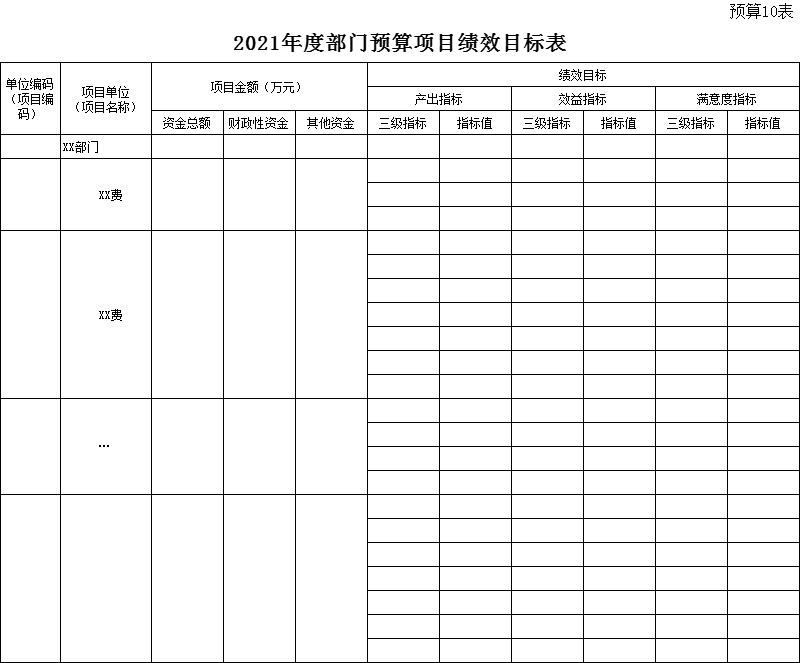 预算10表
2021年度部门预算项目绩效目标表
单位编码
（项目编
码）
项目单位
（项目名称）
项目金额（万元）
绩效目标
产出指标
效益指标
满意度指标
资金总额
财政性资金
其他资金
三级指标
指标值
三级指标
指标值
三级指标
指标值
XX部门
XX费
XX费
…